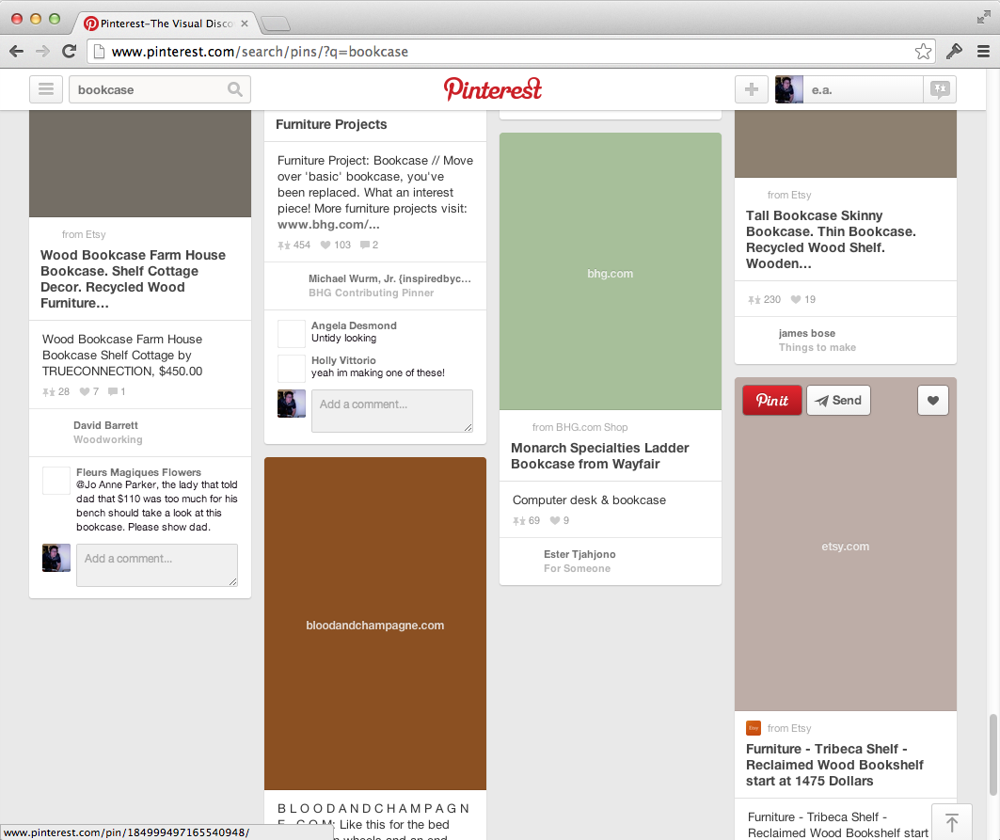 Pinterest–The Visual Disco
www.pinterest.com/search/pins/?q=bookcase
bookcase
Pinterest
e.a.
from Etsy
Wood Bookcase Farm House
Bookcase. Shelf Cottage
Decor. Recycled Wood
Furniture...
Wood Bookcase Farm House
Bookcase Shelf Cottage by
TRUECONNECTION, $450.00
28 7 1
David Barrett
Woodworking
Fleurs Magiques Flowers
@Jo Anne Parker, the lady that told
dad that $110 was too much for his
bench should take a look at this
bookcase. Please show dad.
Add a comment...
Furniture Projects
Furniture Project: Bookcase // Move
over 'basic' bookcase, you've
been replaced. What an interest
piece! More furniture projects visit:
www.bhg.com/...
454 103 2
Michael Wurm, Jr. {inspiredbyc...
BHG Contributing Pinner
Angela Desmond
Untidy looking
Holly Vittorio
yeah im making one of these!
Add a comment...
bloodandchampagne.com
B L O O D A N D C H A M P A G N
E . C O M: Like this for the bed
on wheels and an end
bhg.com
from BHG.com Shop
Monarch Specialties Ladder
Bookcase from Wayfair
Computer desk & bookcase
69 9
Ester Tjahjono
For Someone
from Etsy
Tall Bookcase Skinny
Bookcase. Thin Bookcase.
Recycled Wood Shelf.
Wooden...
230 19
james bose
Things to make
Pin it
Send
etsy.com
Etsy
from Etsy
Furniture - Tribeca Shelf -
Reclaimed Wood Bookshelf
start at 1475 Dollars
Furniture - Tribeca Shelf -
Reclaimed Wood Bookshelf start
www.pinterest.com/pin/184999497165540948/